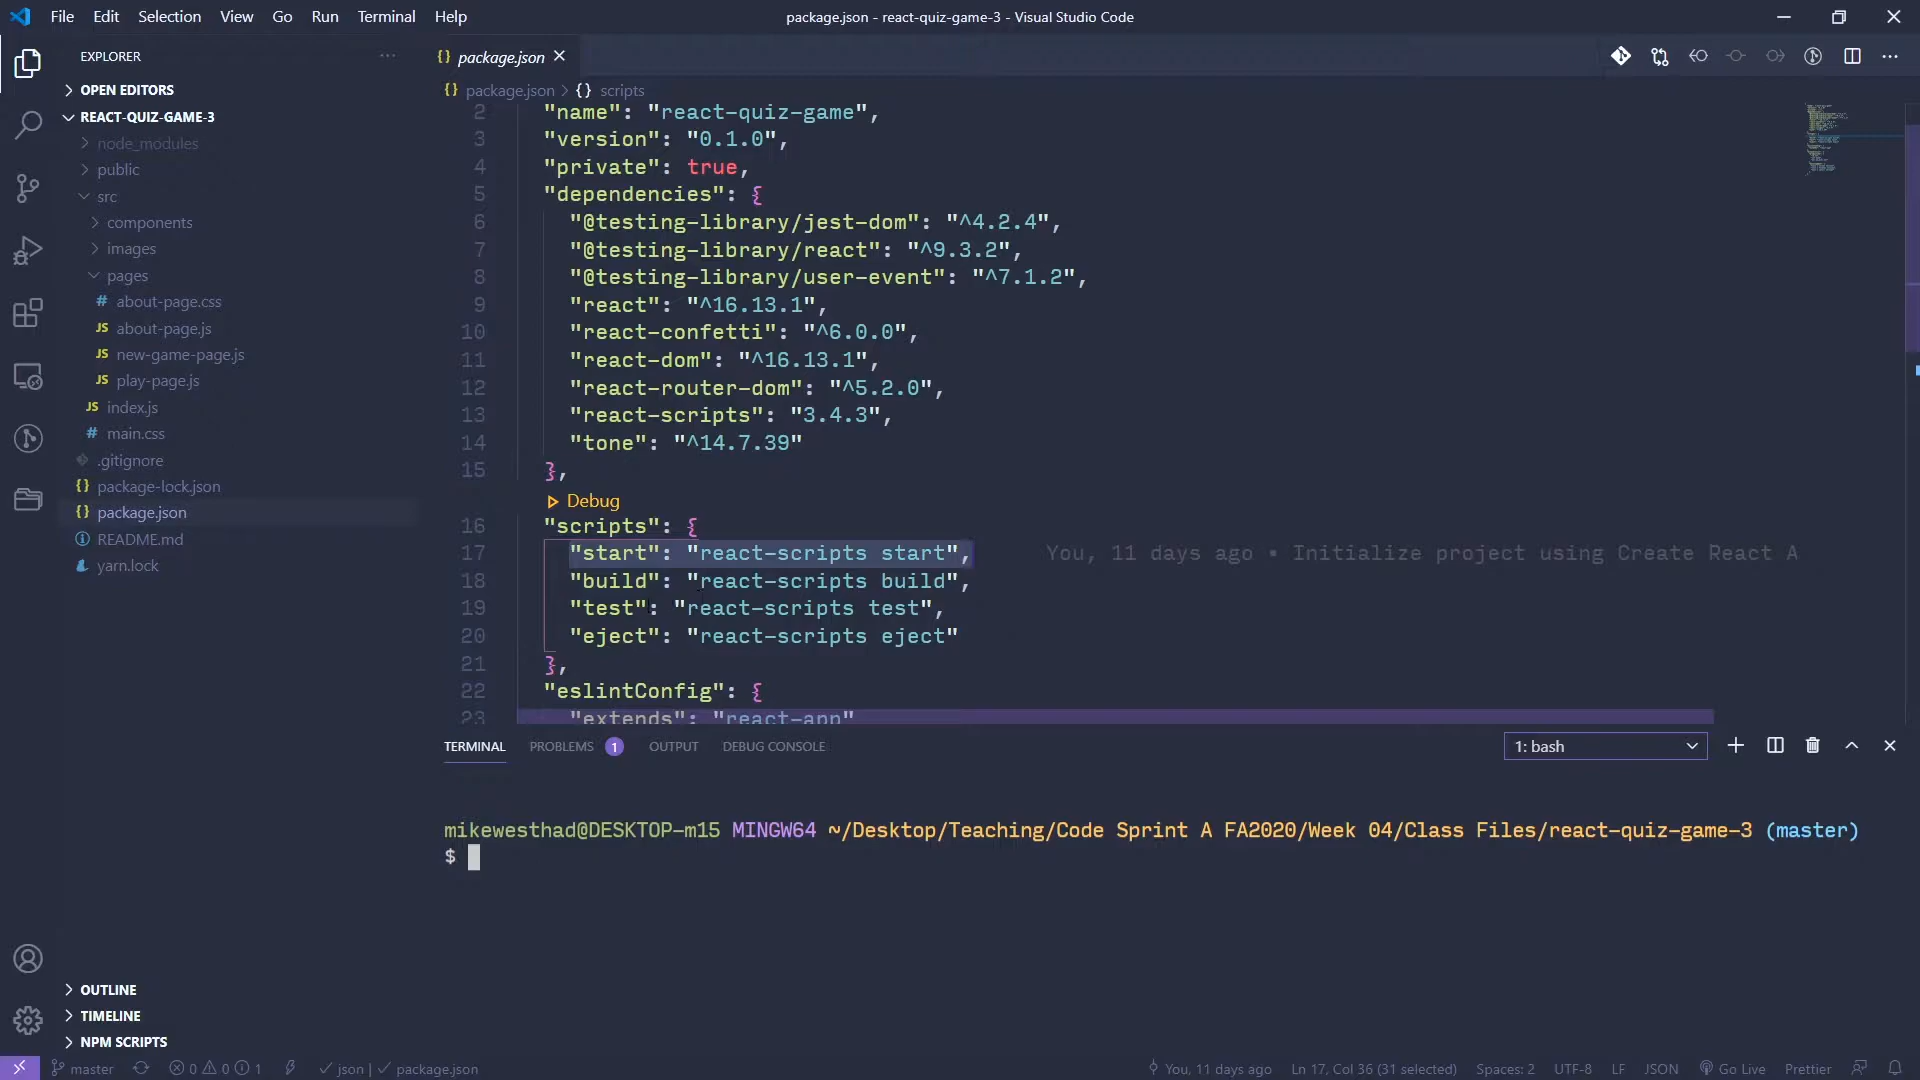 File Edit Selection View Go Run Terminal Help
package.json - react-quiz-game-3 - Visual Studio Code
EXPLORER
OPEN EDITORS
REACT-QUIZ-GAME-3
node_modules
public
src
components
images
pages
# about-page.css
JS about-page.js
JS new-game-page.js
JS play-page.js
JS index.js
# main.css
.gitignore
{} package-lock.json
{} package.json
README.md
yarn.lock
OUTLINE
TIMELINE
NPM SCRIPTS
{} package.json
{} package.json > {} scripts
2 "name": "react-quiz-game",
3 "version": "0.1.0",
4 "private": true,
5 "dependencies": {
6 "@testing-library/jest-dom": "^4.2.4",
7 "@testing-library/react": "^9.3.2",
8 "@testing-library/user-event": "^7.1.2",
9 "react": "^16.13.1",
10 "react-confetti": "^6.0.0",
11 "react-dom": "^16.13.1",
12 "react-router-dom": "^5.2.0",
13 "react-scripts": "3.4.3",
14 "tone": "^14.7.39"
15 },
Debug
16 "scripts": {
17 "start": "react-scripts start", You, 11 days ago • Initialize project using Create React A
18 "build": "react-scripts build",
19 "test": "react-scripts test",
20 "eject": "react-scripts eject"
21 },
22 "eslintConfig": {
23 "extends": "react-app"
TERMINAL PROBLEMS 1 OUTPUT DEBUG CONSOLE
1: bash
mikewesthad@DESKTOP-m15 MINGW64 ~/Desktop/Teaching/Code Sprint A FA2020/Week 04/Class Files/react-quiz-game-3 (master)
$
master 0 0 1 json | package.json
You, 11 days ago Ln 17, Col 36 (31 selected) Spaces: 2 UTF-8 LF JSON Go Live Prettier